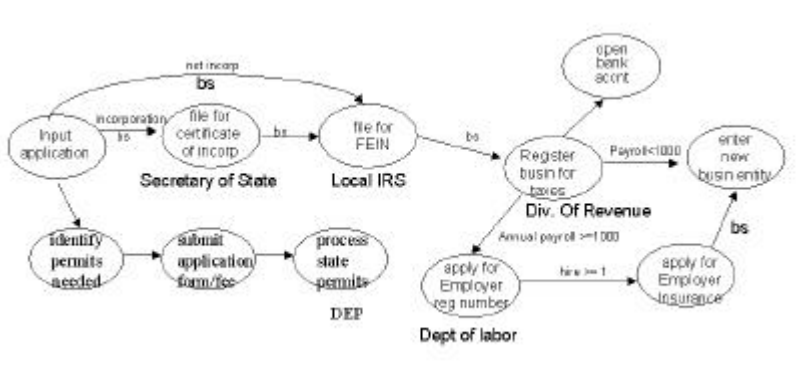 not incorp
bs
open
bank
accnt
Input
application
incorporation
bs
file for
certificate
of incorp
bs
file for
FEIN
bs
Register
busin for
taxes
Payroll<1000
enter
new
busin entity
Secretary of State
Local IRS
Div. Of Revenue
bs
Annual payroll >=1000
identify
permits
needed
submit
application
form/fee
process
state
permits
DEP
apply for
Employer
reg number
hire >= 1
apply for
Employer
Insurance
Dept of labor